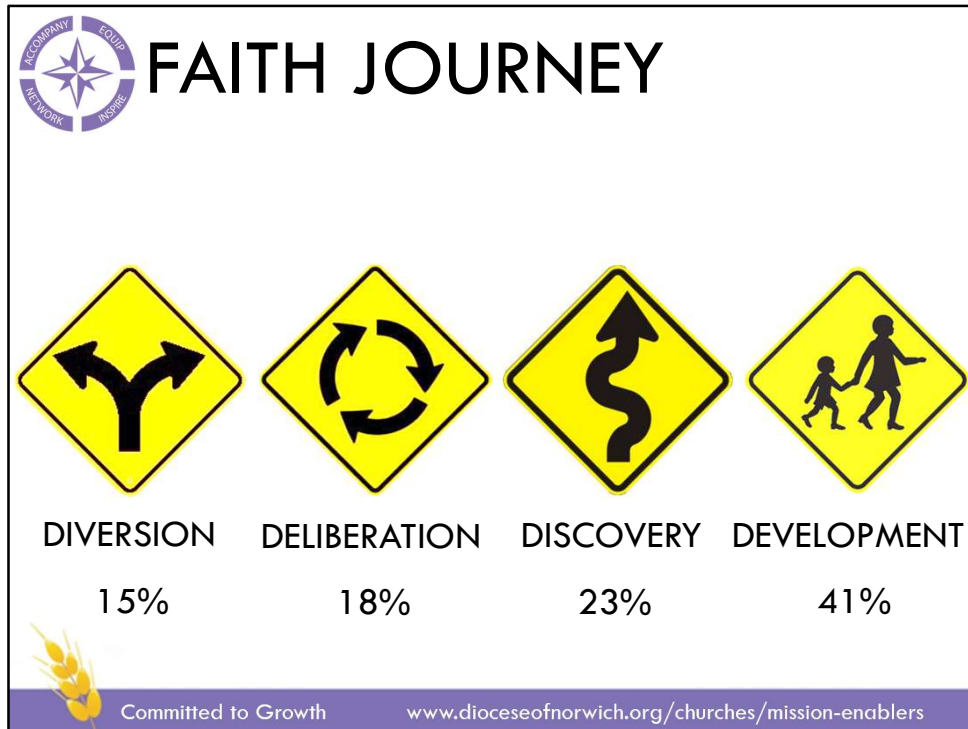 ACCOMPANY
EQUIP
NETWORK
INSPIRE
FAITH JOURNEY
DIVERSION DELIBERATION DISCOVERY DEVELOPMENT
15% 18% 23% 41%
Committed to Growth www.dioceseofnorwich.org/churches/mission-enablers